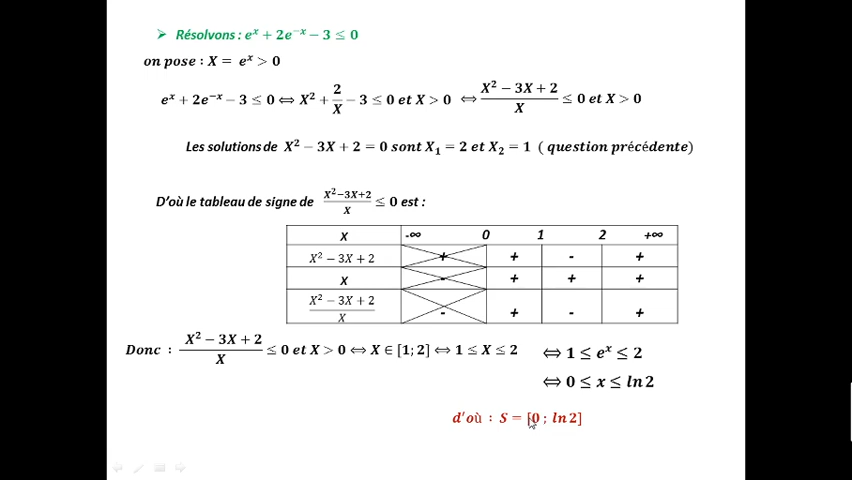 ➢ Résolvons : eˣ + 2e⁻ˣ − 3 ≤ 0
on pose : X = eˣ > 0
eˣ + 2e⁻ˣ − 3 ≤ 0 ⟺ X² + 2/X − 3 ≤ 0 et X > 0 ⟺ (X² − 3X + 2)/X ≤ 0 et X > 0
Les solutions de X² − 3X + 2 = 0 sont X₁ = 2 et X₂ = 1 ( question précédente)
D'où le tableau de signe de (X²−3X+2)/X ≤ 0 est :
X -∞ 0 1 2 +∞
X² − 3X + 2 + + - +
X - + + +
(X² − 3X + 2)/X - + - +
Donc : (X² − 3X + 2)/X ≤ 0 et X > 0 ⟺ X ∈ [1; 2] ⟺ 1 ≤ X ≤ 2 ⟺ 1 ≤ eˣ ≤ 2
⟺ 0 ≤ x ≤ ln 2
d'où : S = [0 ; ln 2]